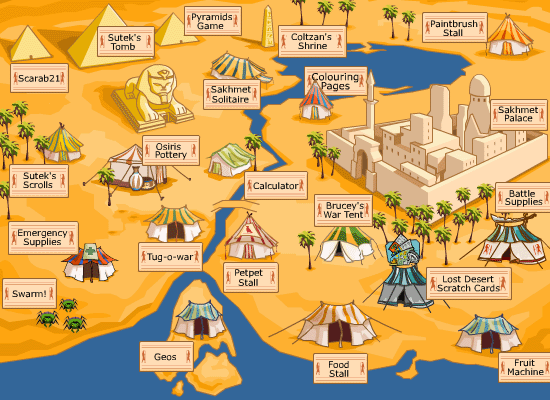 Pyramids
Game
Sutek's
Tomb
Coltzan's
Shrine
Paintbrush
Stall
Scarab21
Sakhmet
Solitaire
Colouring
Pages
Sakhmet
Palace
Osiris
Pottery
Sutek's
Scrolls
Calculator
Brucey's
War Tent
Battle
Supplies
Emergency
Supplies
Tug-o-war
Petpet
Stall
Lost Desert
Scratch Cards
Swarm!
Geos
Food
Stall
Fruit
Machine